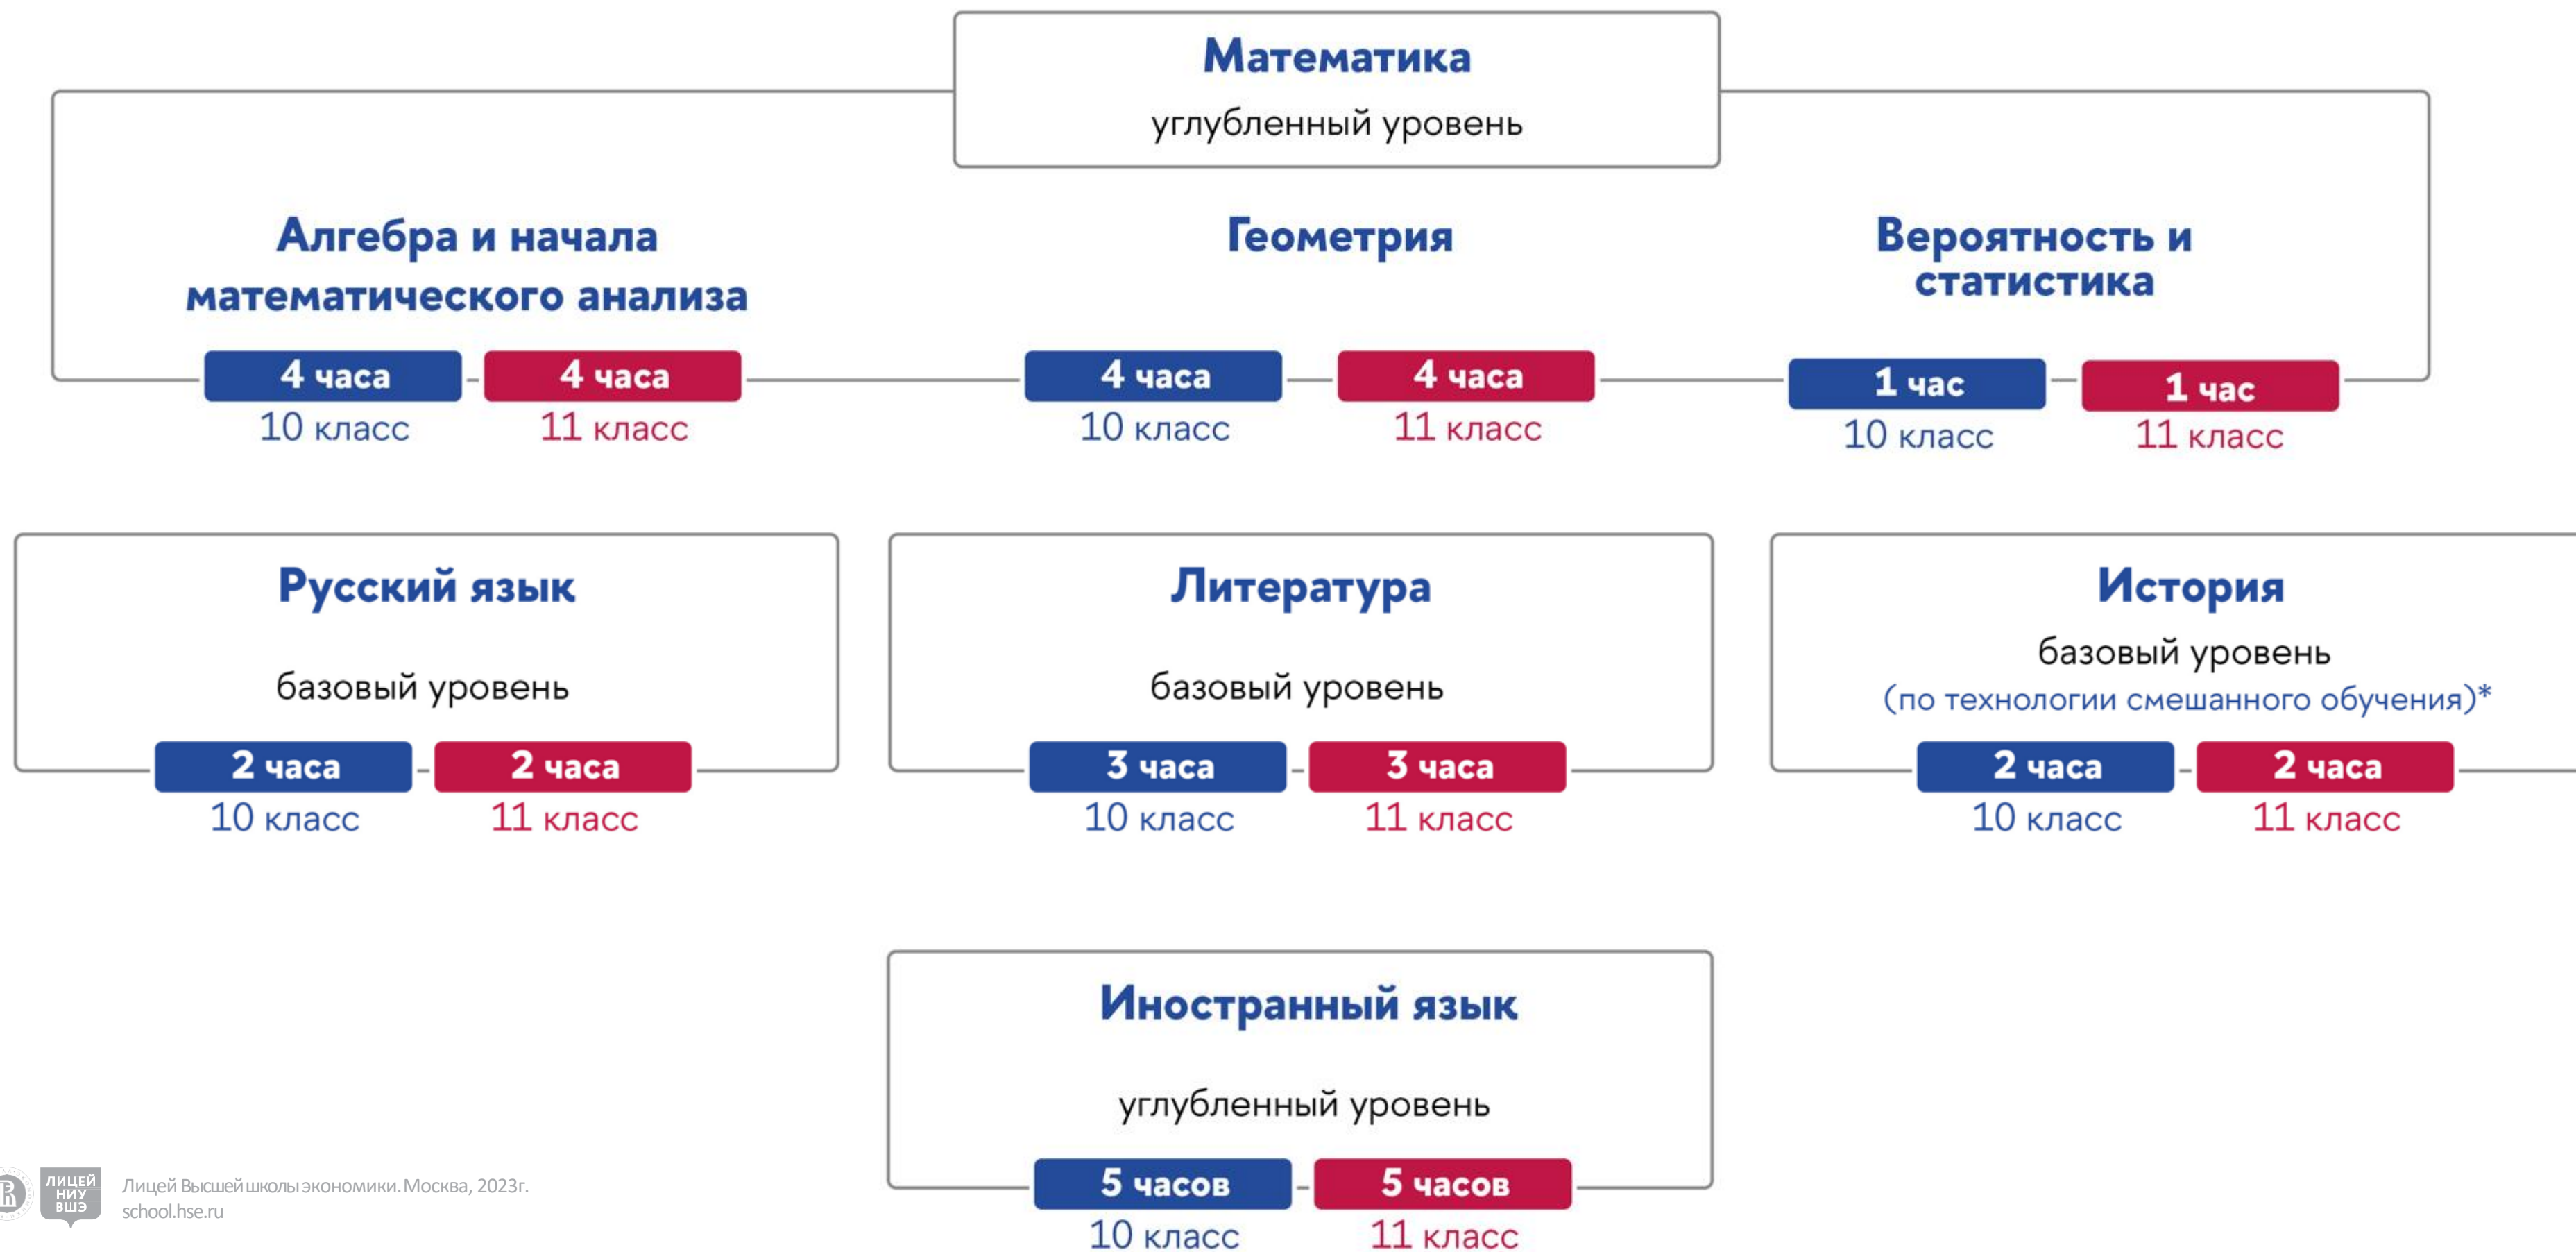 Математика
углубленный уровень
Алгебра и начала
математического анализа
4 часа
4 часа
10 класс
11 класс
Геометрия
4 часа
4 часа
10 класс
11 класс
Вероятность и
статистика
1 час
1 час
10 класс
11 класс
Русский язык
базовый уровень
2 часа
2 часа
10 класс
11 класс
Литература
базовый уровень
3 часа
3 часа
10 класс
11 класс
История
базовый уровень
(по технологии смешанного обучения)*
2 часа
2 часа
10 класс
11 класс
Иностранный язык
углубленный уровень
5 часов
5 часов
10 класс
11 класс
ЛИЦЕЙ
НИУ
ВШЭ
Лицей Высшей школы экономики. Москва, 2023г.
school.hse.ru